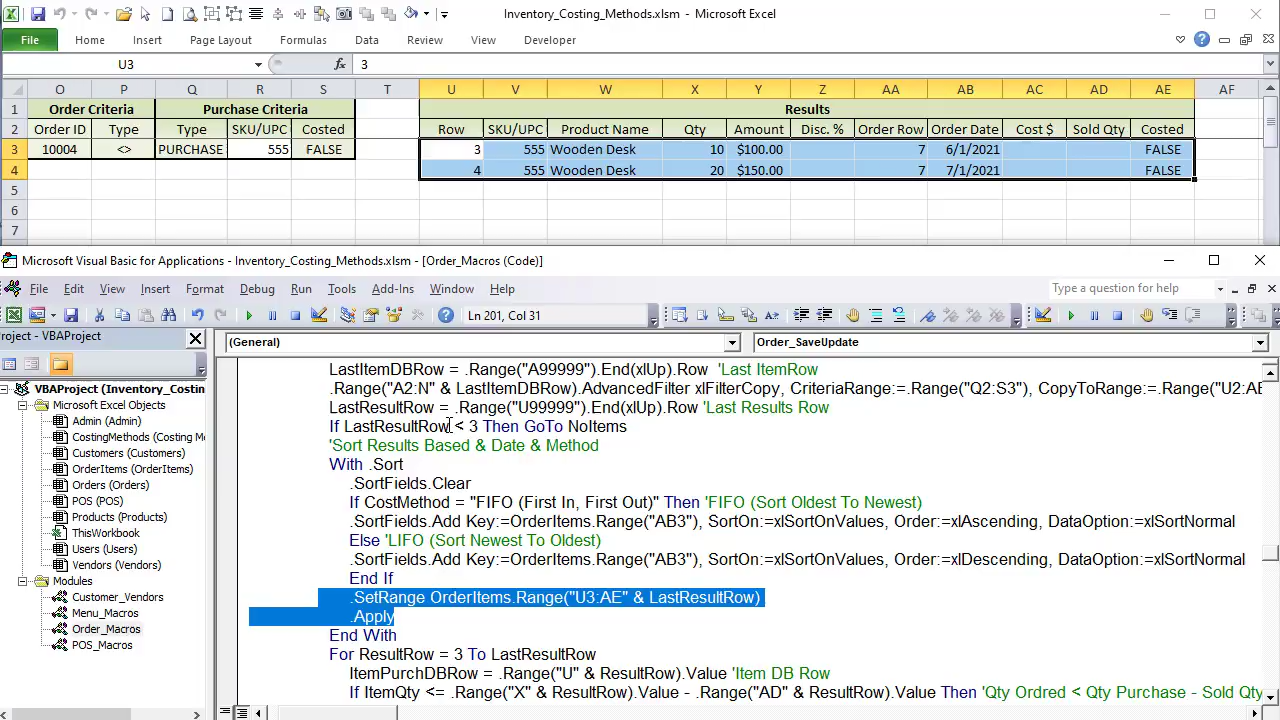 Inventory_Costing_Methods.xlsm - Microsoft Excel
File Home Insert Page Layout Formulas Data Review View Developer
U3 fx 3
O P Q R S T U V W X Y Z AA AB AC AD AE AF
1 Order Criteria Purchase Criteria Results
2 Order ID Type Type SKU/UPC Costed Row SKU/UPC Product Name Qty Amount Disc. % Order Row Order Date Cost $ Sold Qty Costed
3 10004 <> PURCHASE 555 FALSE 3 555 Wooden Desk 10 $100.00 7 6/1/2021 FALSE
4 4 555 Wooden Desk 20 $150.00 7 7/1/2021 FALSE
5
6
7
Microsoft Visual Basic for Applications - Inventory_Costing_Methods.xlsm - [Order_Macros (Code)]
File Edit View Insert Format Debug Run Tools Add-Ins Window Help Type a question for help
Ln 201, Col 31
roject - VBAProject
(General) Order_SaveUpdate
VBAProject (Inventory_Costin
Microsoft Excel Objects
Admin (Admin)
CostingMethods (Costing M
Customers (Customers)
OrderItems (OrderItems)
Orders (Orders)
POS (POS)
Products (Products)
ThisWorkbook
Users (Users)
Vendors (Vendors)
Modules
Customer_Vendors
Menu_Macros
Order_Macros
POS_Macros
LastItemDBRow = .Range("A99999").End(xlUp).Row 'Last ItemRow
.Range("A2:N" & LastItemDBRow).AdvancedFilter xlFilterCopy, CriteriaRange:=.Range("Q2:S3"), CopyToRange:=.Range("U2:AE
LastResultRow = .Range("U99999").End(xlUp).Row 'Last Results Row
If LastResultRow < 3 Then GoTo NoItems
'Sort Results Based & Date & Method
With .Sort
.SortFields.Clear
If CostMethod = "FIFO (First In, First Out)" Then 'FIFO (Sort Oldest To Newest)
.SortFields.Add Key:=OrderItems.Range("AB3"), SortOn:=xlSortOnValues, Order:=xlAscending, DataOption:=xlSortNormal
Else 'LIFO (Sort Newest To Oldest)
.SortFields.Add Key:=OrderItems.Range("AB3"), SortOn:=xlSortOnValues, Order:=xlDescending, DataOption:=xlSortNormal
End If
.SetRange OrderItems.Range("U3:AE" & LastResultRow)
.Apply
End With
For ResultRow = 3 To LastResultRow
ItemPurchDBRow = .Range("U" & ResultRow).Value 'Item DB Row
If ItemQty <= .Range("X" & ResultRow).Value - .Range("AD" & ResultRow).Value Then 'Qty Ordred < Qty Purchase - Sold Qty